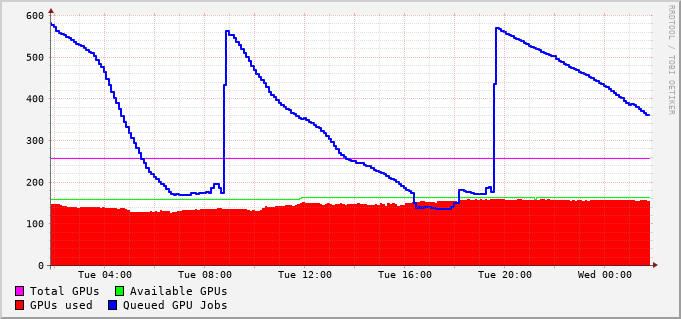 600
500
400
300
200
100
0
Tue 04:00 Tue 08:00 Tue 12:00 Tue 16:00 Tue 20:00 Wed 00:00
Total GPUs Available GPUs
GPUs used Queued GPU Jobs
RRDTOOL / TOBI OETIKER